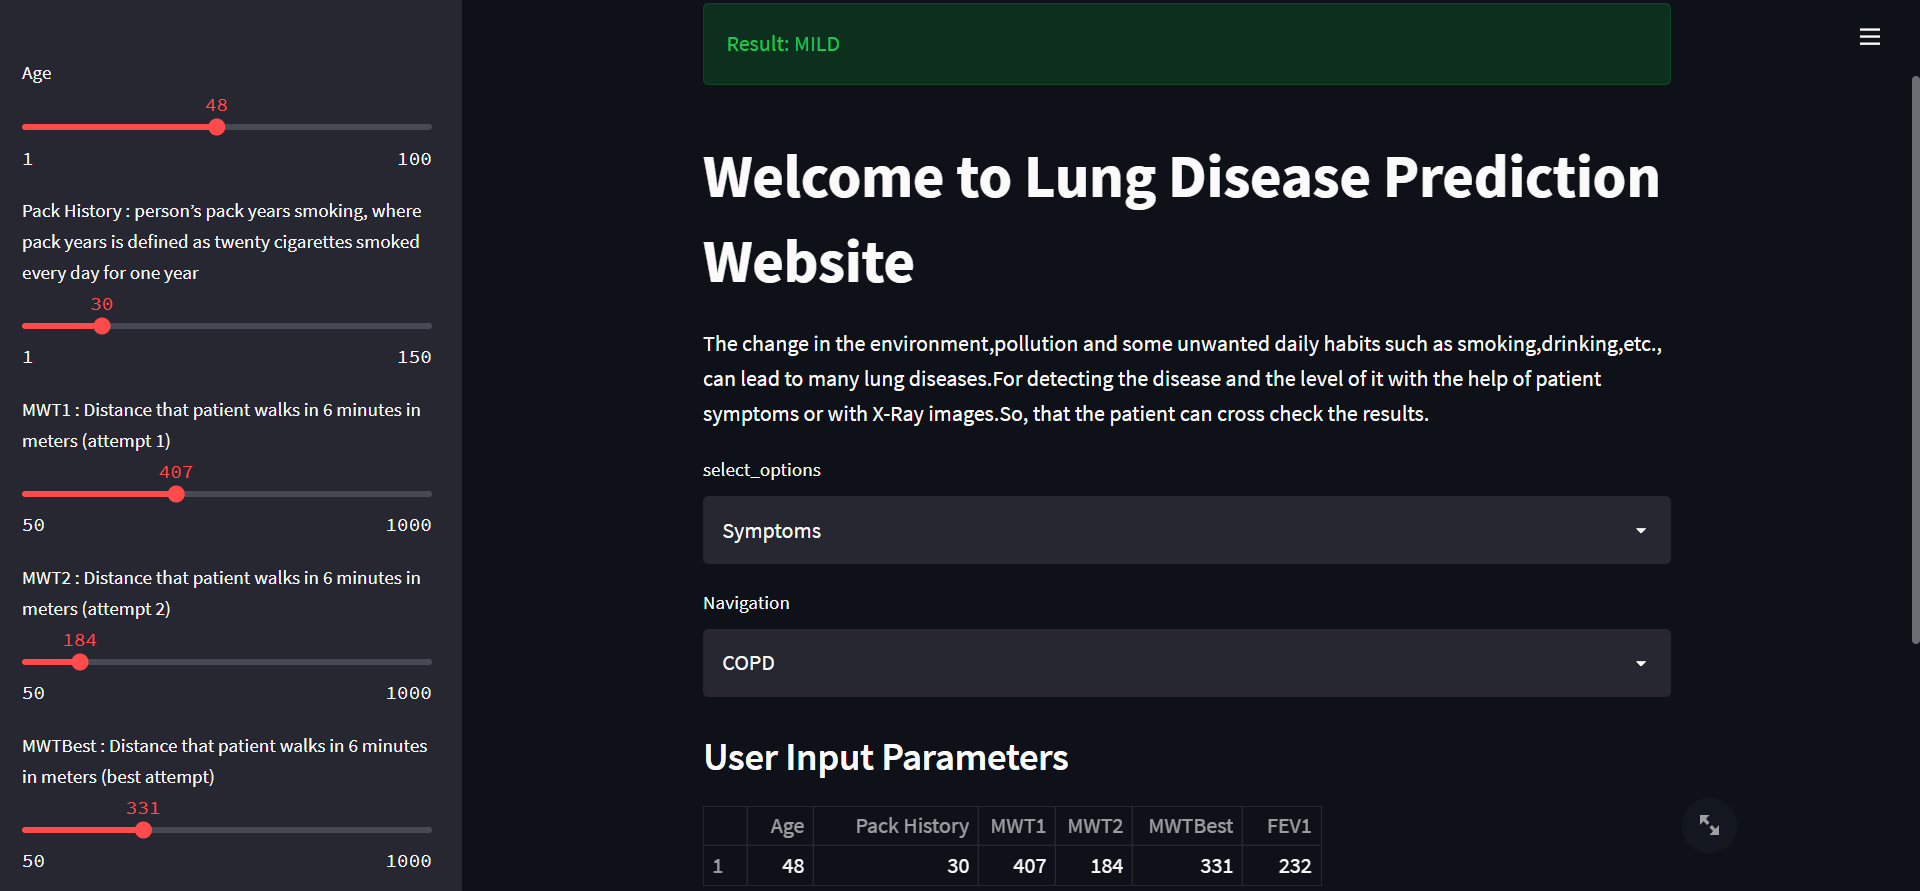 Age
48
1 100
Pack History : person’s pack years smoking, where
pack years is defined as twenty cigarettes smoked
every day for one year
30
1 150
MWT1 : Distance that patient walks in 6 minutes in
meters (attempt 1)
407
50 1000
MWT2 : Distance that patient walks in 6 minutes in
meters (attempt 2)
184
50 1000
MWTBest : Distance that patient walks in 6 minutes
in meters (best attempt)
331
50 1000
Result: MILD
Welcome to Lung Disease Prediction
Website
The change in the environment,pollution and some unwanted daily habits such as smoking,drinking,etc.,
can lead to many lung diseases.For detecting the disease and the level of it with the help of patient
symptoms or with X-Ray images.So, that the patient can cross check the results.
select_options
Symptoms
Navigation
COPD
User Input Parameters
Age Pack History MWT1 MWT2 MWTBest FEV1
1 48 30 407 184 331 232